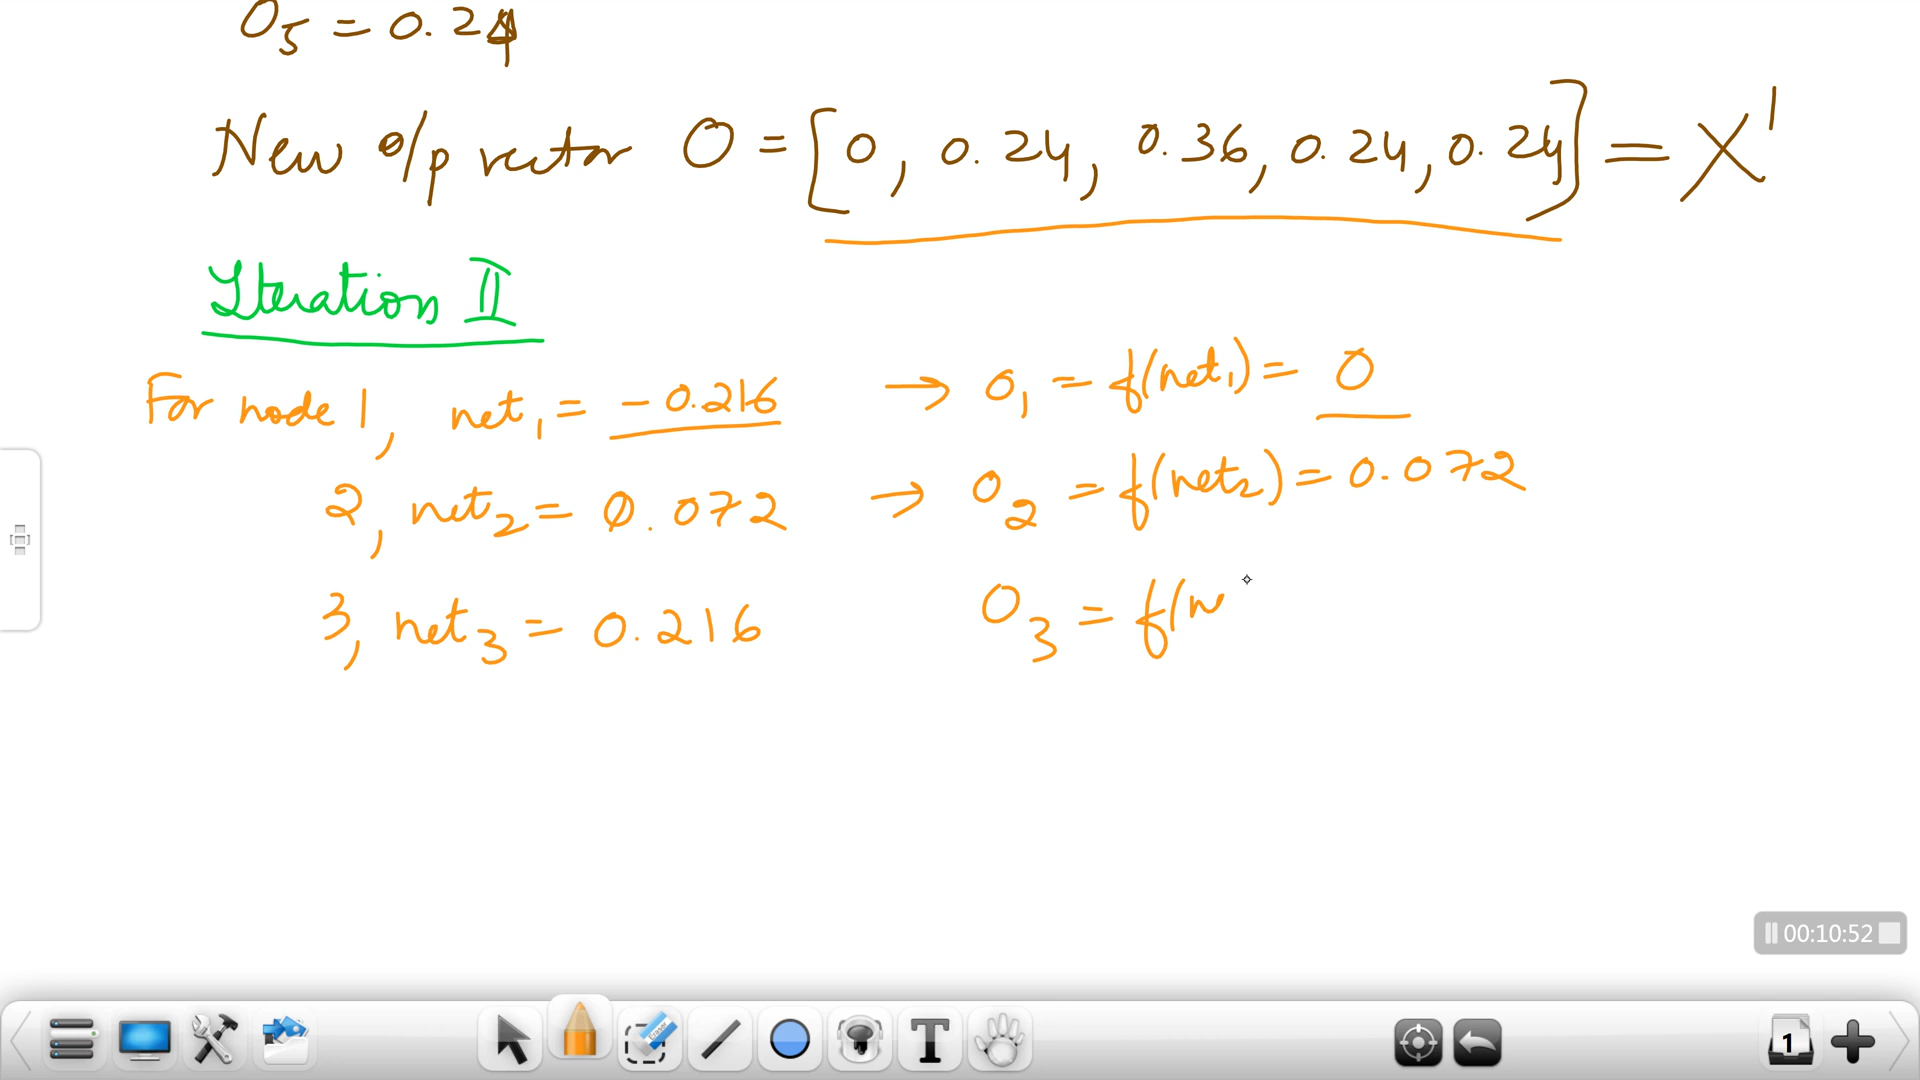 O₅ = 0.24
New o/p vector O = [0, 0.24, 0.36, 0.24, 0.24] = X'
Iteration II
For node 1, net₁ = -0.216 → o₁ = f(net₁) = 0
2, net₂ = 0.072 → o₂ = f(net₂) = 0.072
3, net₃ = 0.216 O₃ = f(n
00:10:52
Eraser
T
1